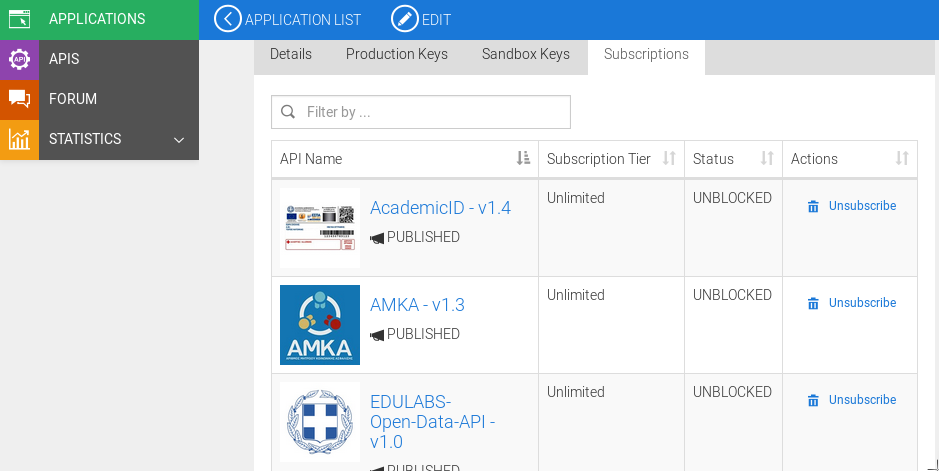 APPLICATIONS
APPLICATION LIST
EDIT
API
APIS
FORUM
STATISTICS
Details
Production Keys
Sandbox Keys
Subscriptions
Filter by ...
API Name
Subscription Tier
Status
Actions
AcademicID - v1.4
PUBLISHED
Unlimited
UNBLOCKED
Unsubscribe
AMKA
AMKA - v1.3
PUBLISHED
Unlimited
UNBLOCKED
Unsubscribe
EDULABS-
Open-Data-API -
v1.0
PUBLISHED
Unlimited
UNBLOCKED
Unsubscribe